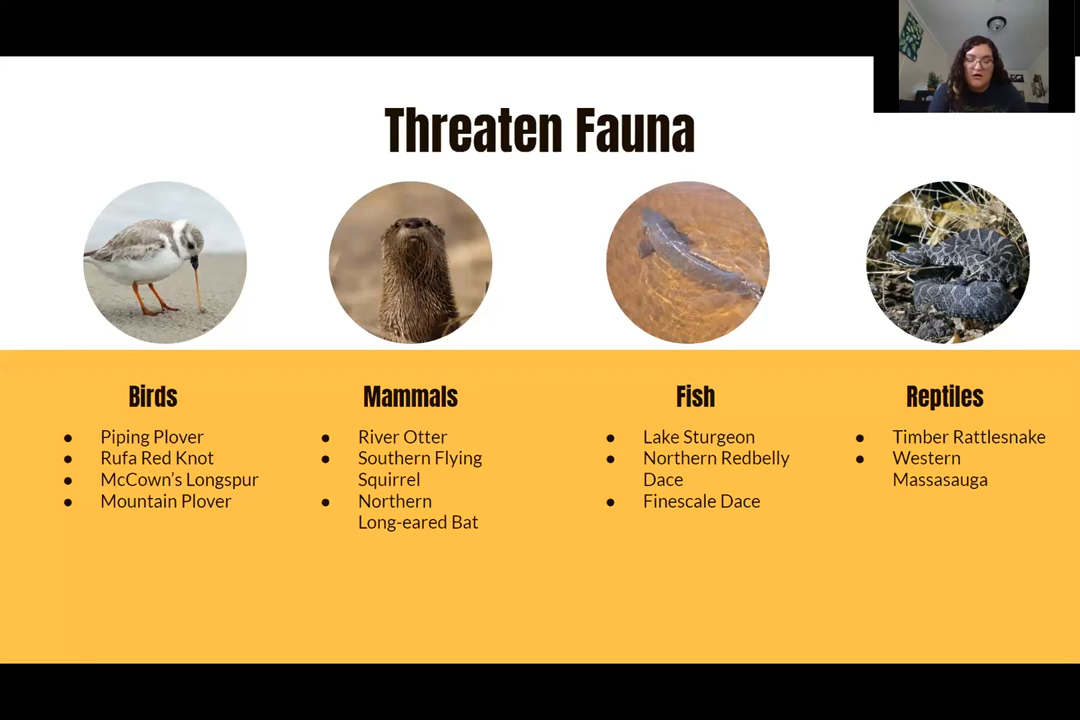 Threaten Fauna
Birds
● Piping Plover
● Rufa Red Knot
● McCown's Longspur
● Mountain Plover
Mammals
● River Otter
● Southern Flying
Squirrel
● Northern
Long-eared Bat
Fish
● Lake Sturgeon
● Northern Redbelly
Dace
● Finescale Dace
Reptiles
● Timber Rattlesnake
● Western
Massasauga